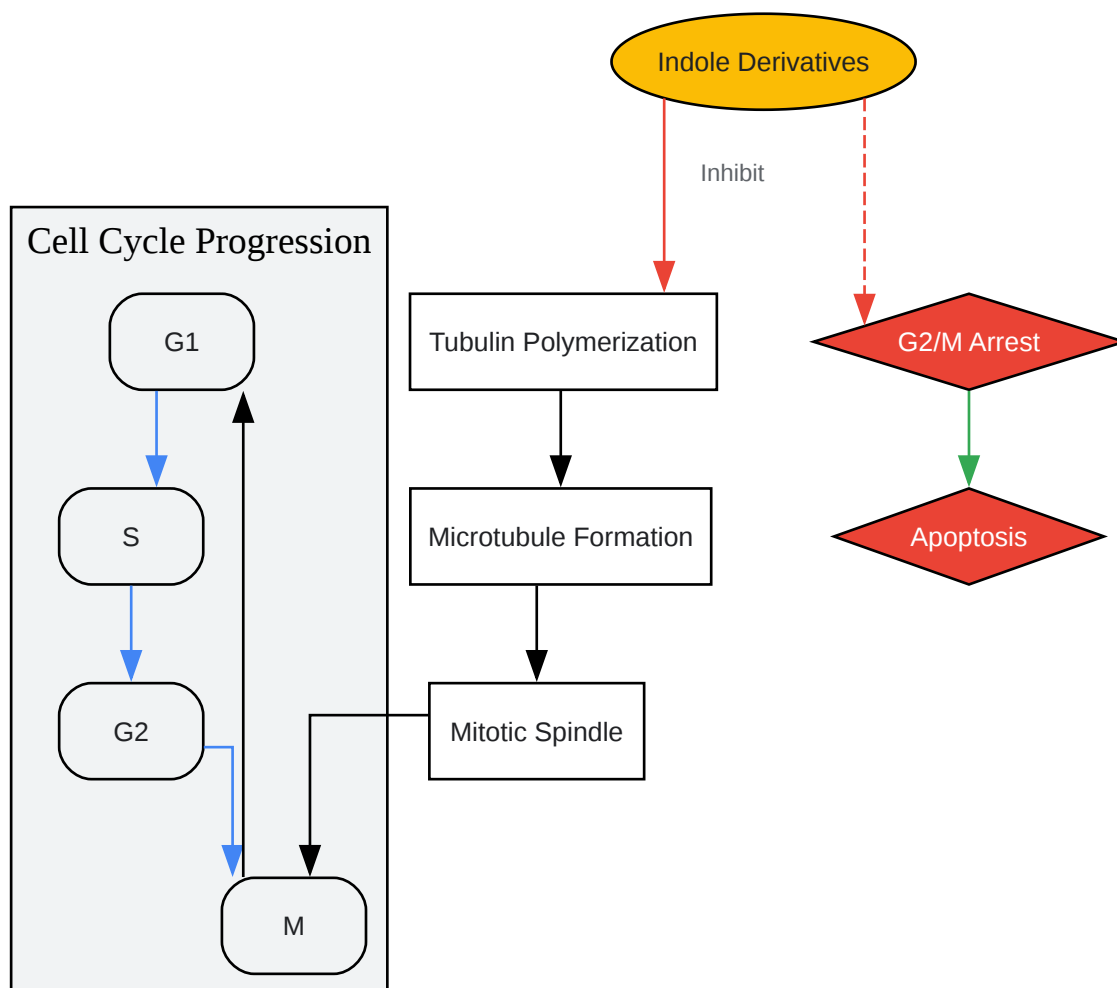 Indole Derivatives
Inhibit
Cell Cycle Progression
G1
Tubulin Polymerization
G2/M Arrest
S
Microtubule Formation
Apoptosis
G2
Mitotic Spindle
M